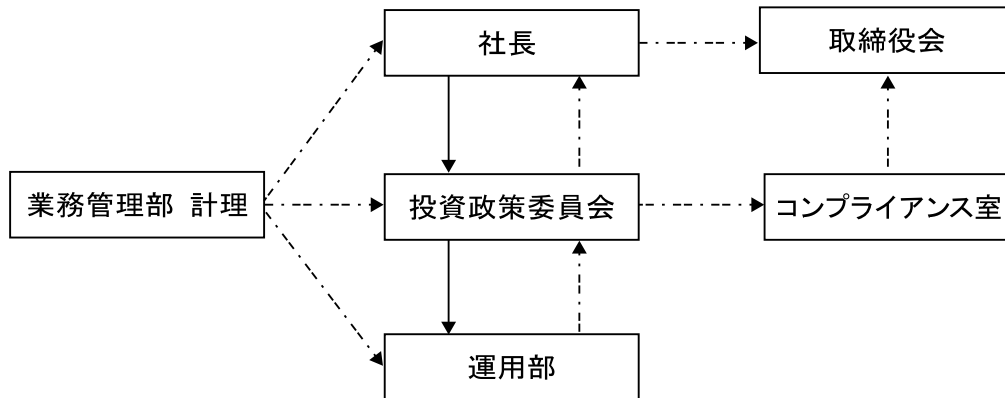 社長
取締役会
業務管理部 計理
投資政策委員会
コンプライアンス室
運用部